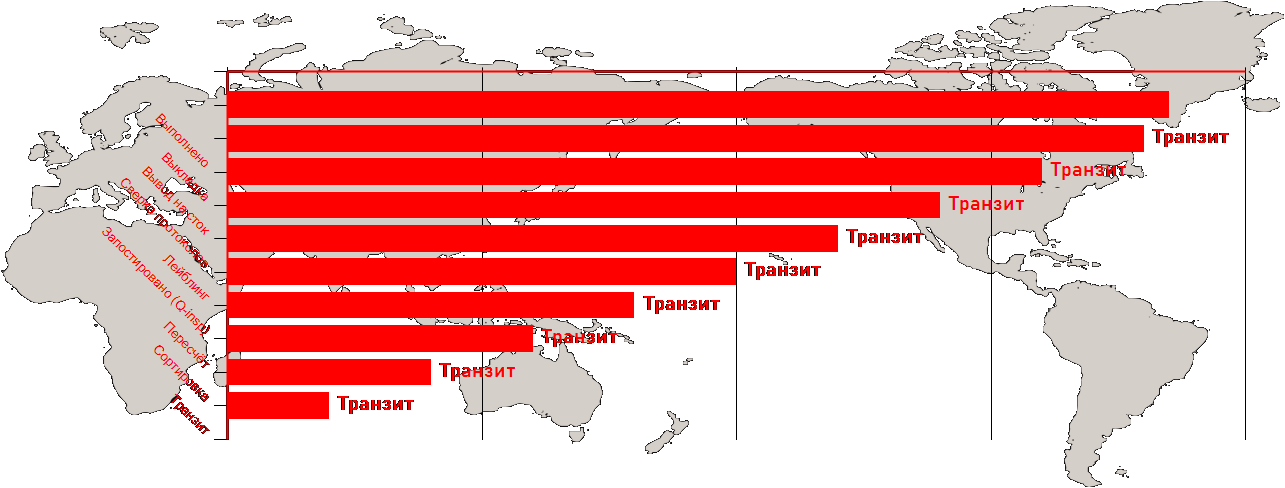 Выполнено
Выкладка
Вывод на сток
Сверка протоколов
Лейблинг
Запостировано (Q-insp)
Пересчёт
Сортировка
Транзит
Транзит
Транзит
Транзит
Транзит
Транзит
Транзит
Транзит
Транзит
Транзит